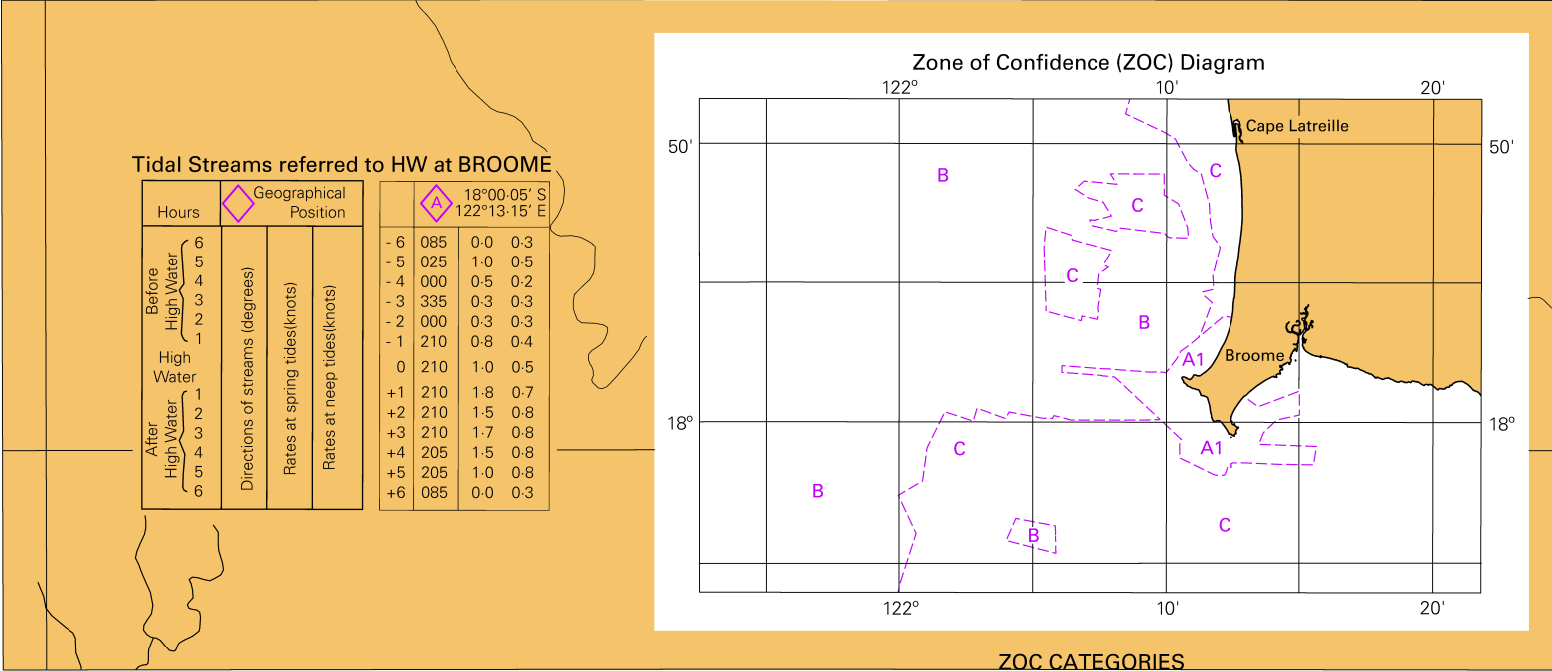 Tidal Streams referred to HW at BROOME
Hours
Geographical
Position
A
18°00·05′ S
122°13·15′ E
Before
High Water
6
5
4
3
2
1
High
Water
After
High Water
1
2
3
4
5
6
Directions of streams (degrees)
Rates at spring tides(knots)
Rates at neep tides(knots)
- 6 085 0·0 0·3
- 5 025 1·0 0·5
- 4 000 0·5 0·2
- 3 335 0·3 0·3
- 2 000 0·3 0·3
- 1 210 0·8 0·4
0 210 1·0 0·5
+1 210 1·8 0·7
+2 210 1·5 0·8
+3 210 1·7 0·8
+4 205 1·5 0·8
+5 205 1·0 0·8
+6 085 0·0 0·3
Zone of Confidence (ZOC) Diagram
122° 10' 20'
Cape Latreille
50' 50'
B
C
C
C
B
A1
Broome
18° 18°
C
A1
B
C
B
122° 10' 20'
ZOC CATEGORIES